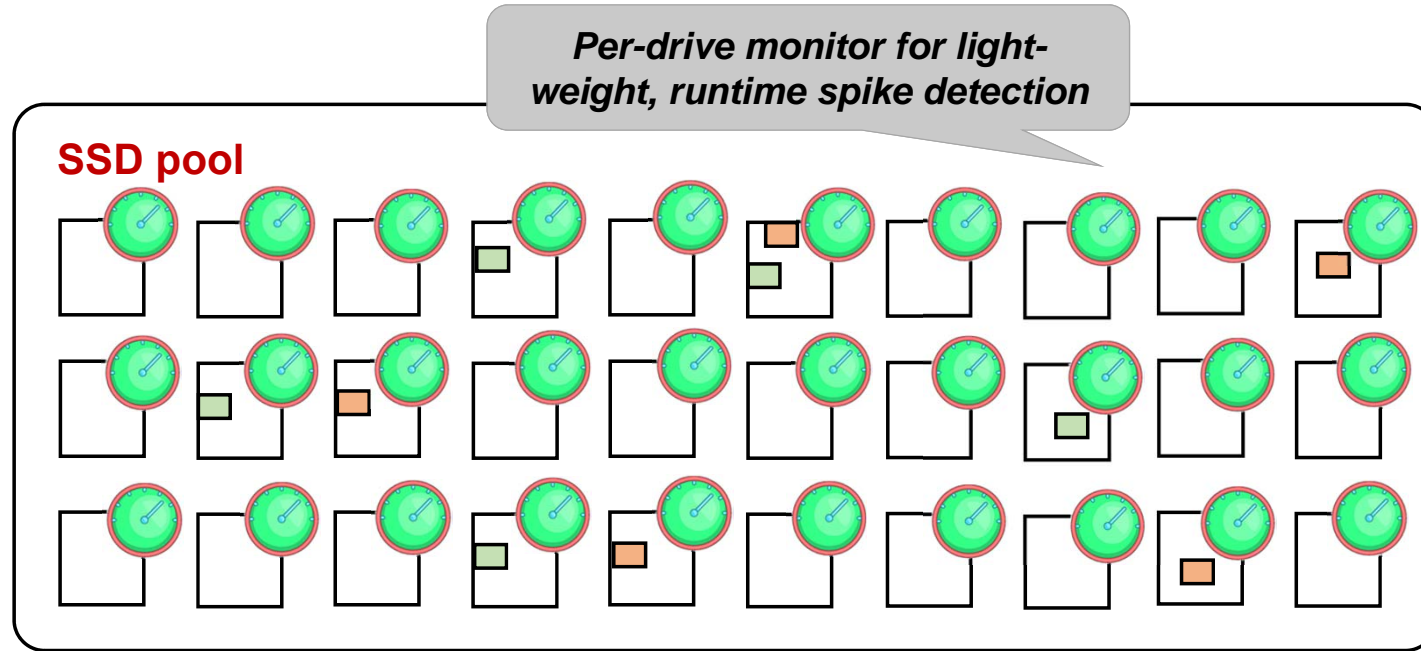 Per-drive monitor for light-
weight, runtime spike detection
SSD pool